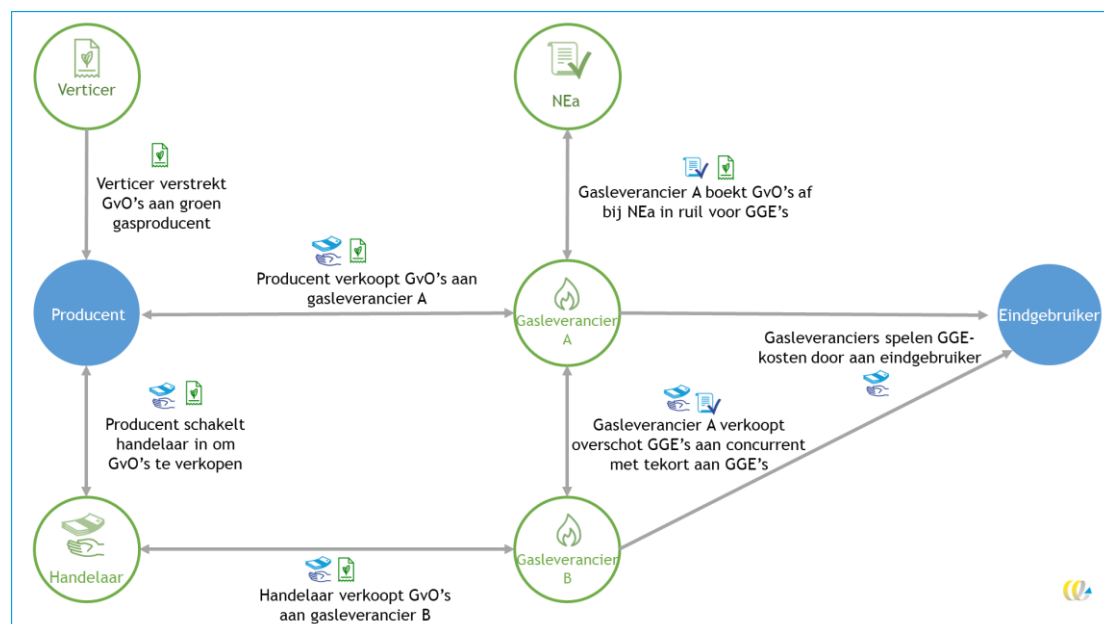 Verticer
NEa
Verticer verstrekt
GvO's aan groen
gasproducent
Gasleverancier A boekt GvO's af
bij NEa in ruil voor GGE's
Producent verkoopt GvO's aan
gasleverancier A
Producent
Gasleverancier
A
Eindgebruiker
Gasleveranciers spelen GGE-
kosten door aan eindgebruiker
Producent schakelt
handelaar in om
GvO's te verkopen
Gasleverancier A verkoopt
overschot GGE's aan concurrent
met tekort aan GGE's
Handelaar
Gasleverancier
B
Handelaar verkoopt GvO's
aan gasleverancier B